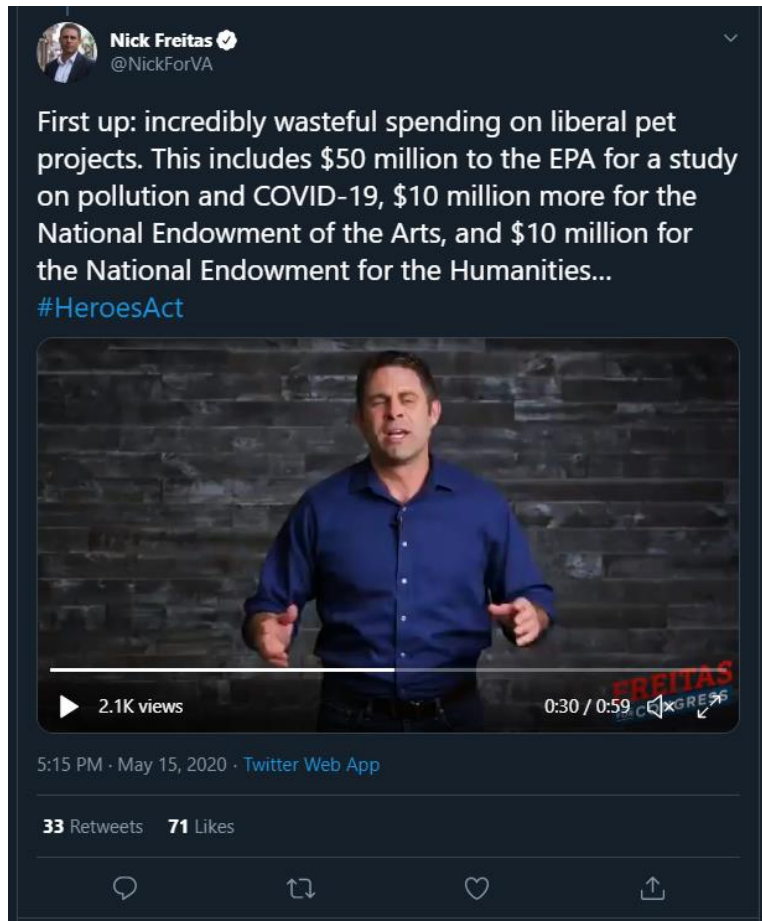 Nick Freitas
@NickForVA
First up: incredibly wasteful spending on liberal pet
projects. This includes $50 million to the EPA for a study
on pollution and COVID-19, $10 million more for the
National Endowment of the Arts, and $10 million for
the National Endowment for the Humanities...
#HeroesAct
FREITAS
FOR CONGRESS
2.1K views
0:30 / 0:59
5:15 PM · May 15, 2020 · Twitter Web App
33 Retweets 71 Likes